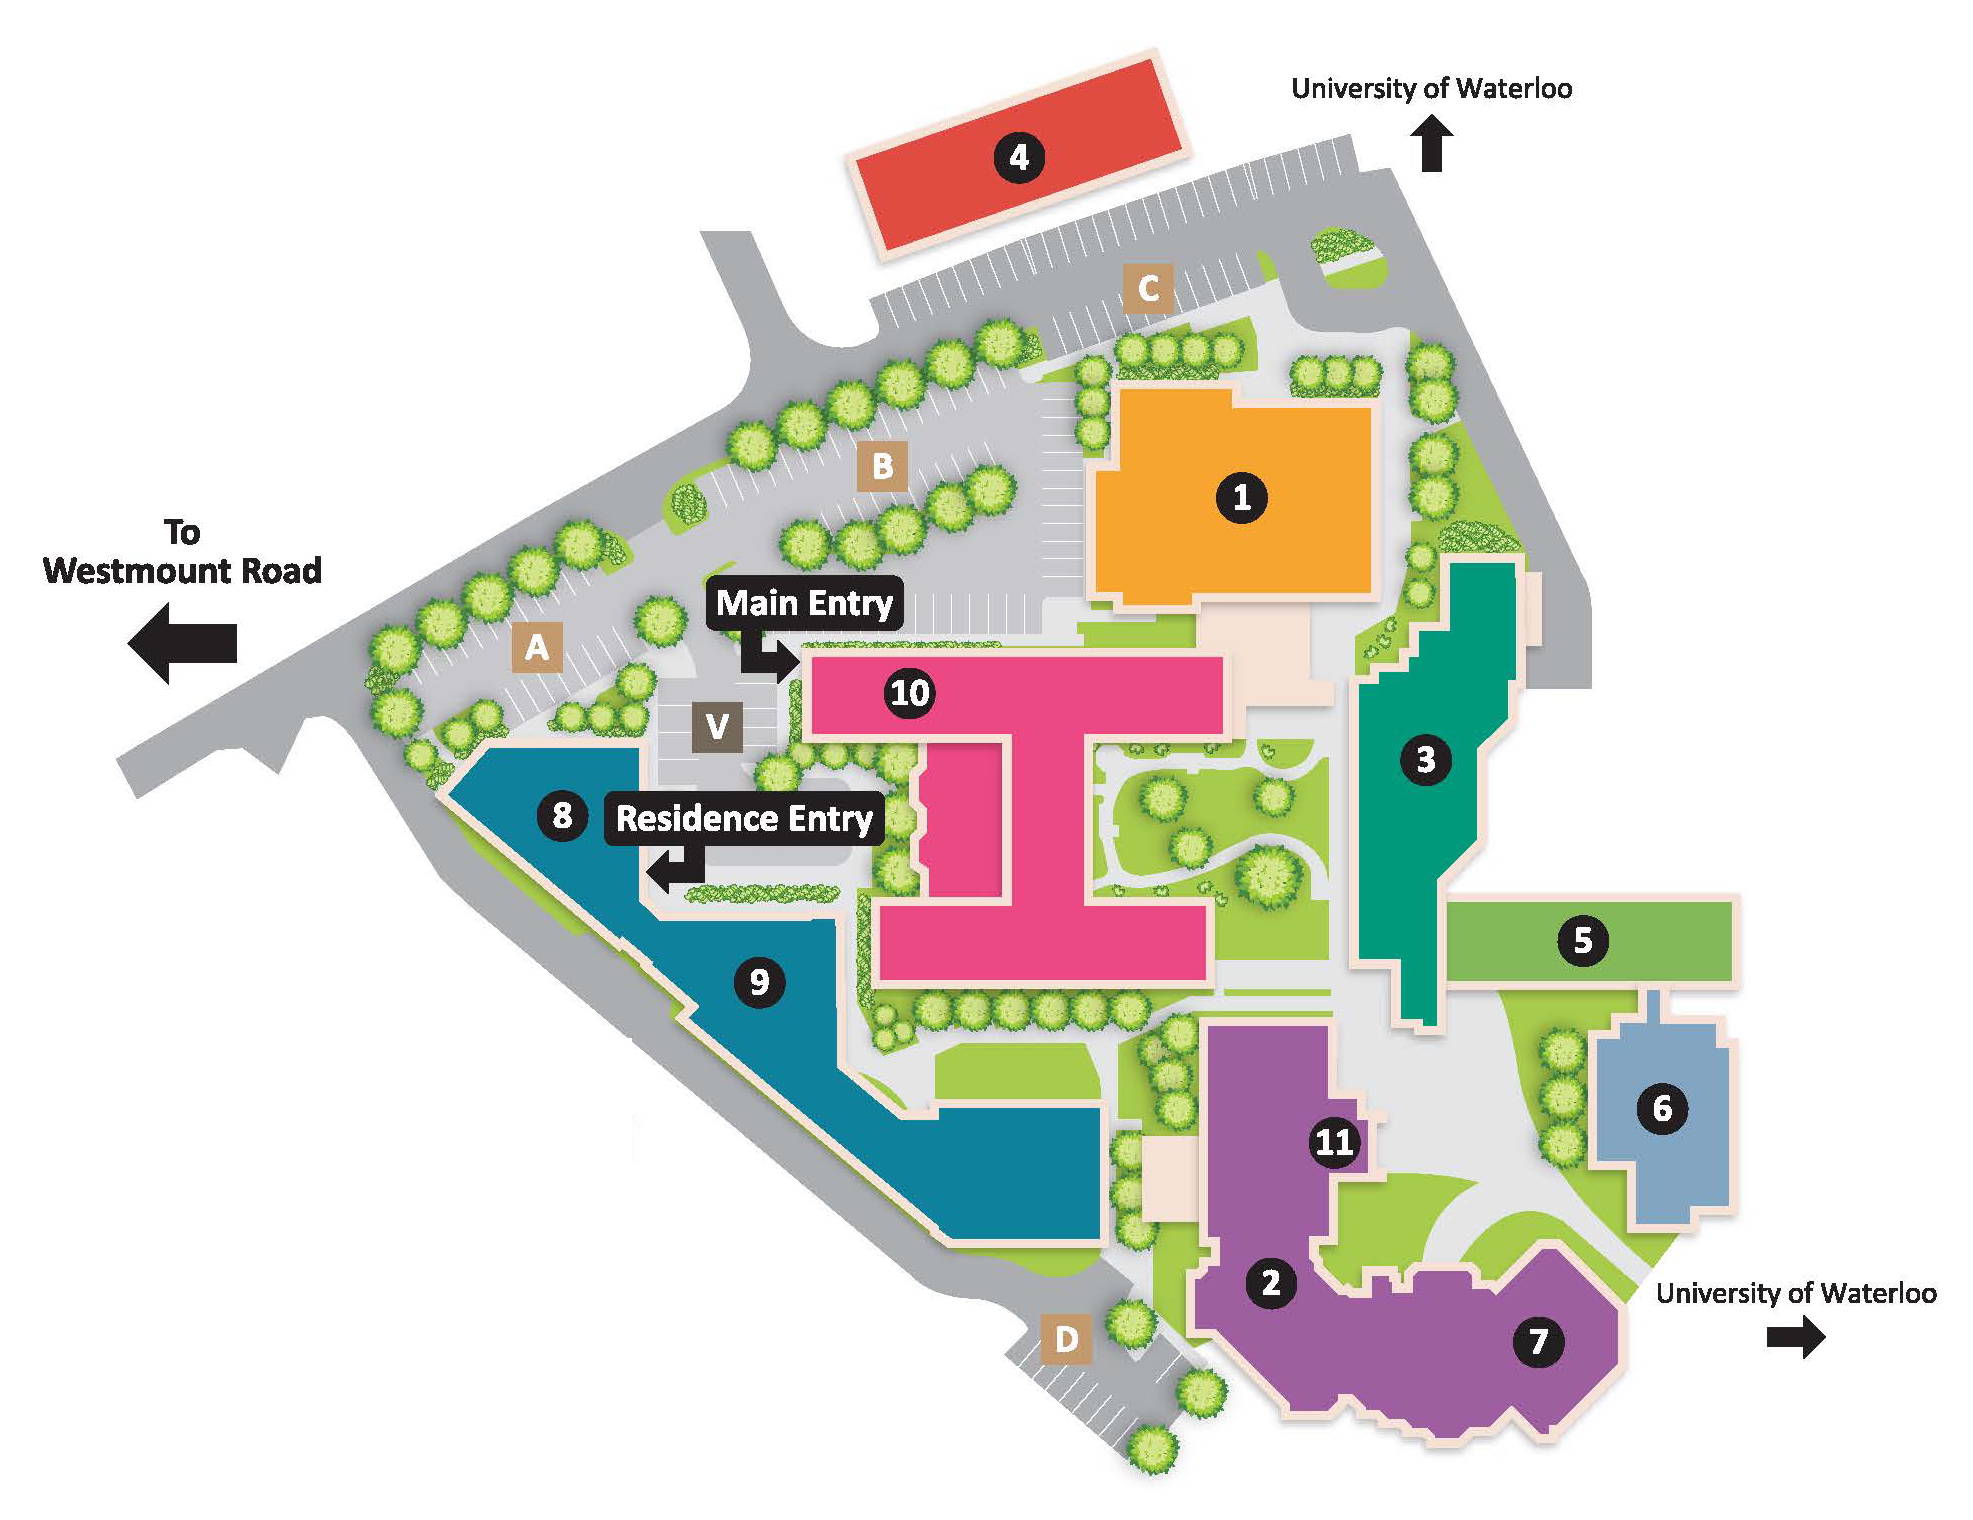 4
University of Waterloo
C
B
1
To
Westmount Road
Main Entry
A
10
V
3
8
Residence Entry
5
9
6
11
2
University of Waterloo
D
7